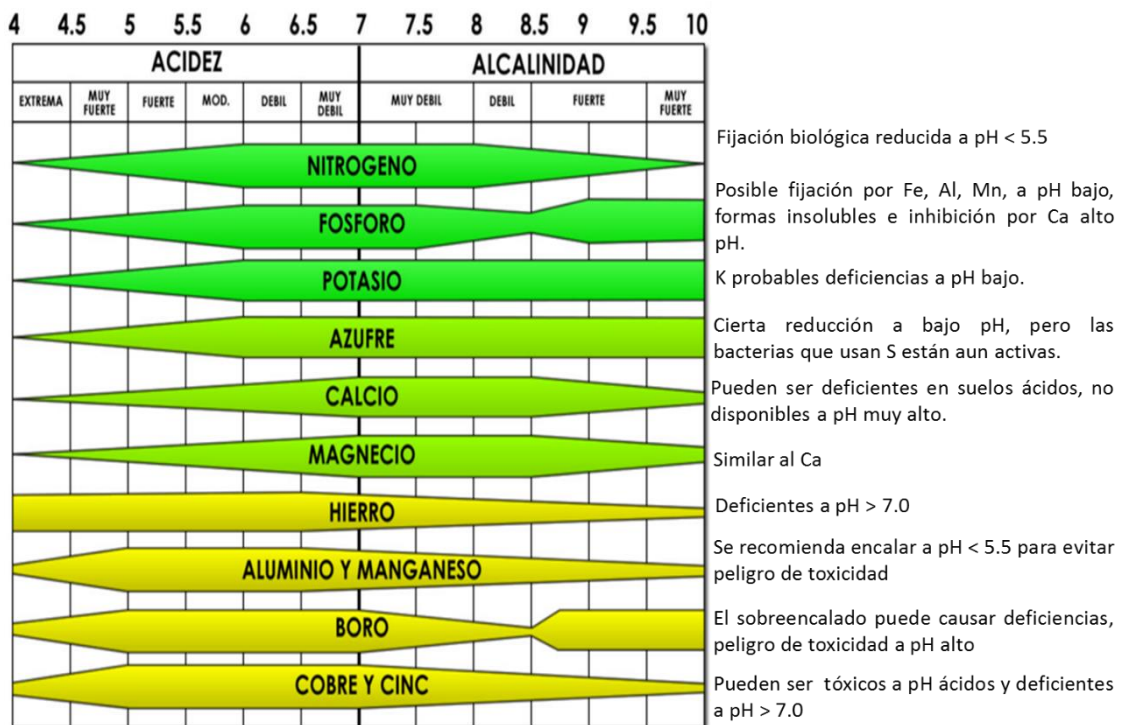 4 4.5 5 5.5 6 6.5 7 7.5 8 8.5 9 9.5 10
ACIDEZ ALCALINIDAD
EXTREMA MUY FUERTE FUERTE MOD. DEBIL MUY DEBIL MUY DEBIL DEBIL FUERTE MUY FUERTE
NITROGENO
Fijación biológica reducida a pH < 5.5
FOSFORO
Posible fijación por Fe, Al, Mn, a pH bajo,
formas insolubles e inhibición por Ca alto
pH.
POTASIO
K probables deficiencias a pH bajo.
AZUFRE
Cierta reducción a bajo pH, pero las
bacterias que usan S están aun activas.
CALCIO
Pueden ser deficientes en suelos ácidos, no
disponibles a pH muy alto.
MAGNECIO
Similar al Ca
HIERRO
Deficientes a pH > 7.0
ALUMINIO Y MANGANESO
Se recomienda encalar a pH < 5.5 para evitar
peligro de toxicidad
BORO
El sobreencalado puede causar deficiencias,
peligro de toxicidad a pH alto
COBRE Y CINC
Pueden ser tóxicos a pH ácidos y deficientes
a pH > 7.0